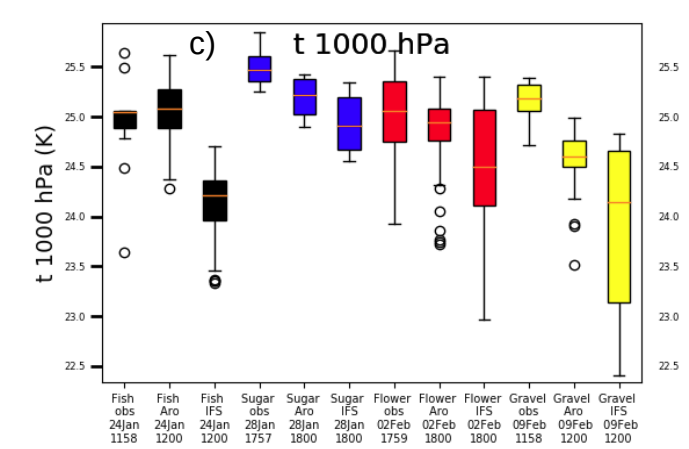 c) t 1000 hPa
t 1000 hPa (K)
25.5 25.5
25.0 25.0
24.5 24.5
24.0 24.0
23.5 23.5
23.0 23.0
22.5 22.5
Fish Fish Fish Sugar Sugar Sugar Flower Flower Flower Gravel Gravel Gravel
obs Aro IFS obs Aro IFS obs Aro IFS obs Aro IFS
24Jan 24Jan 24Jan 28Jan 28Jan 28Jan 02Feb 02Feb 02Feb 09Feb 09Feb 09Feb
1158 1200 1200 1757 1800 1800 1759 1800 1800 1158 1200 1200